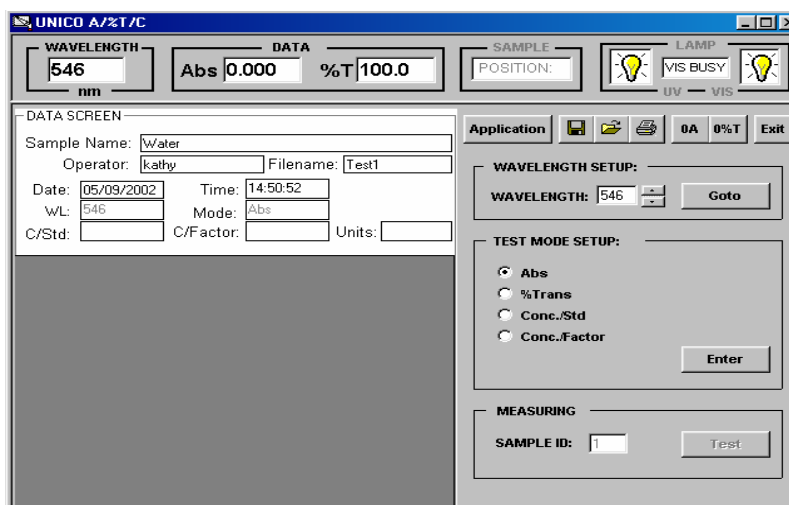 UNICO A/%T/C
WAVELENGTH
546
nm
DATA
Abs 0.000 %T 100.0
SAMPLE
POSITION:
LAMP
VIS BUSY
UV VIS
DATA SCREEN
Sample Name: Water
Operator: kathy Filename: Test1
Date: 05/09/2002 Time: 14:50:52
WL: 546 Mode: Abs
C/Std: C/Factor: Units:
Application 0A 0%T Exit
WAVELENGTH SETUP:
WAVELENGTH: 546 Goto
TEST MODE SETUP:
Abs
%Trans
Conc./Std
Conc./Factor
Enter
MEASURING
SAMPLE ID: 1 Test